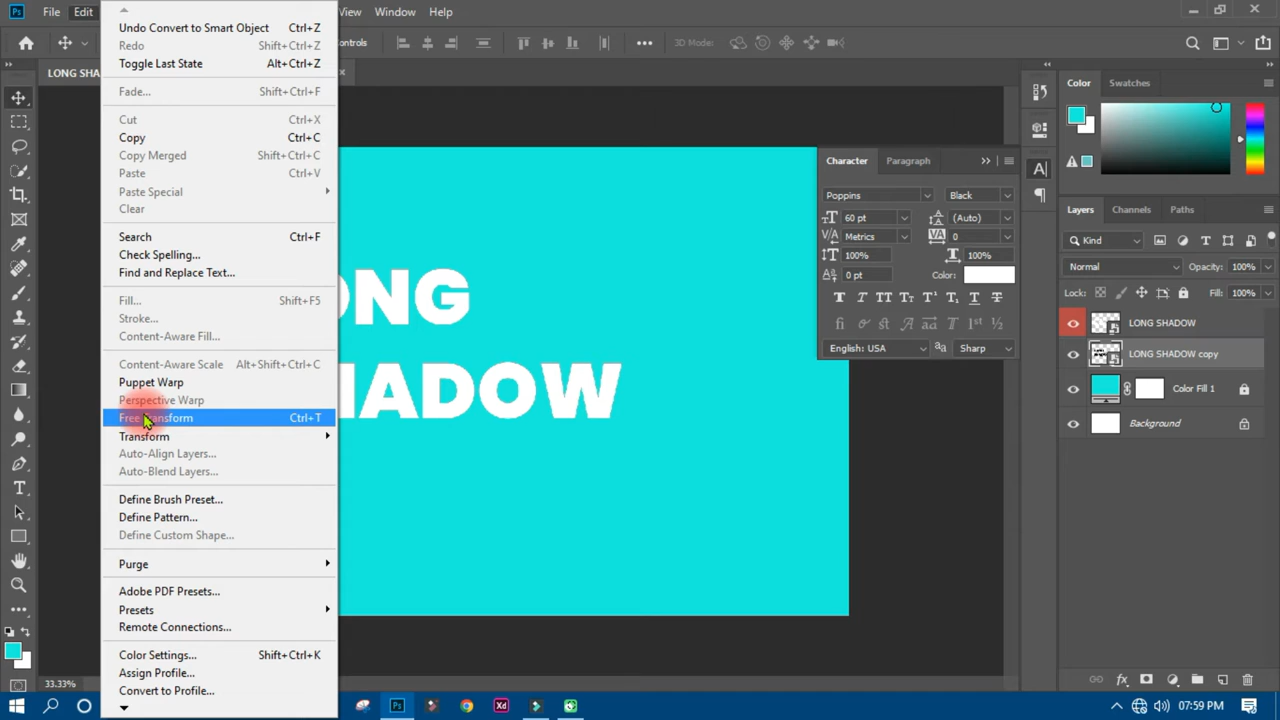 Ps File Edit View Window Help
Undo Convert to Smart Object Ctrl+Z
Redo Shift+Ctrl+Z
Toggle Last State Alt+Ctrl+Z
Fade... Shift+Ctrl+F
Cut Ctrl+X
Copy Ctrl+C
Copy Merged Shift+Ctrl+C
Paste Ctrl+V
Paste Special
Clear
Search Ctrl+F
Check Spelling...
Find and Replace Text...
Fill... Shift+F5
Stroke...
Content-Aware Fill...
Content-Aware Scale Alt+Shift+Ctrl+C
Puppet Warp
Perspective Warp
Free Transform Ctrl+T
Transform
Auto-Align Layers...
Auto-Blend Layers...
Define Brush Preset...
Define Pattern...
Define Custom Shape...
Purge
Adobe PDF Presets...
Presets
Remote Connections...
Color Settings... Shift+Ctrl+K
Assign Profile...
Convert to Profile...
3D Mode:
LONG SHA
ONG
HADOW
33.33%
Character Paragraph
Poppins Black
60 pt (Auto)
Metrics 0
100% 100%
0 pt Color:
English: USA Sharp
Color Swatches
Layers Channels Paths
Kind
Normal Opacity: 100%
Lock: Fill: 100%
LONG SHADOW
LONG SHADOW copy
Color Fill 1
Background
Xd
07:59 PM